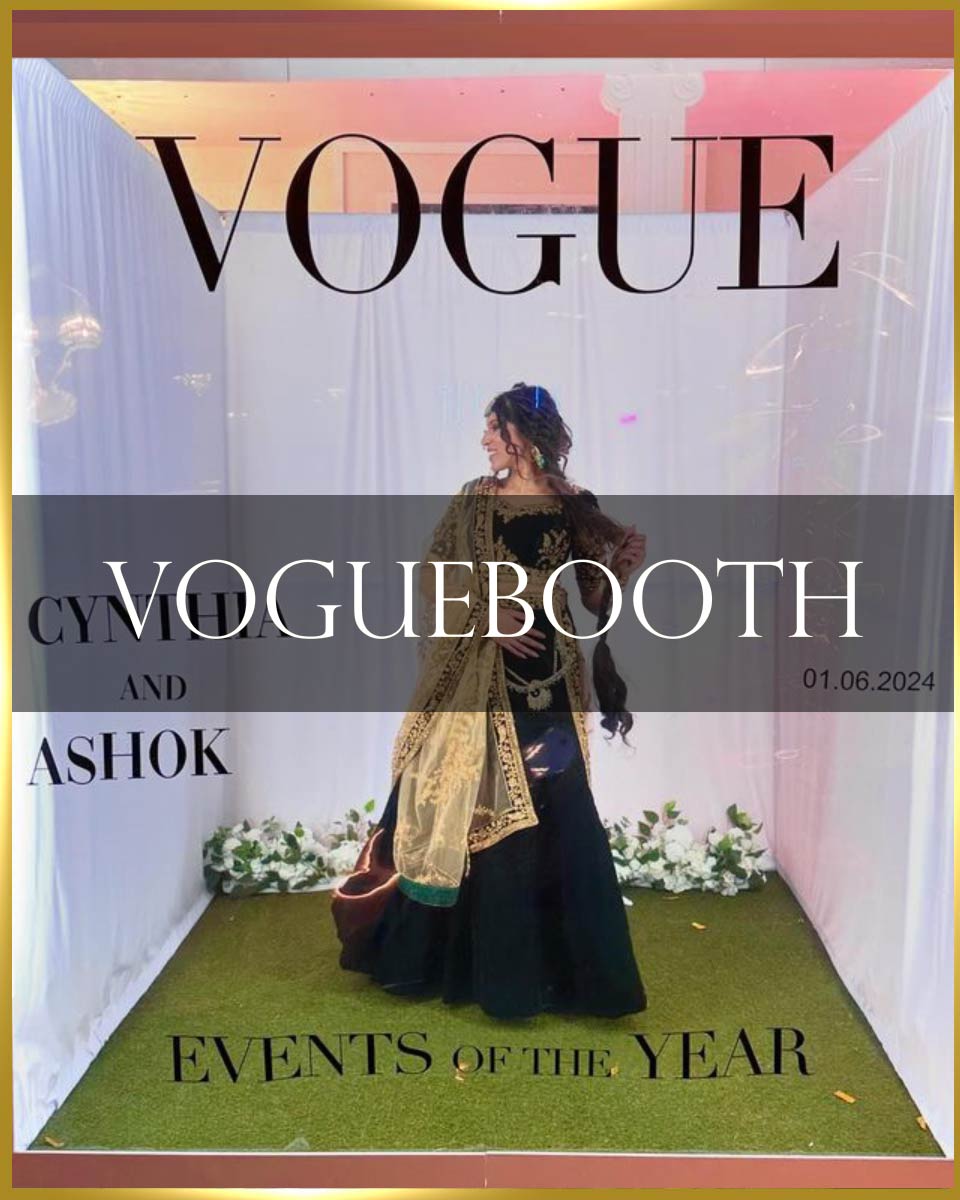 VOGUE
VOGUEBOOTH
CYNTHIA
AND
ASHOK
01.06.2024
EVENTS OF THE YEAR